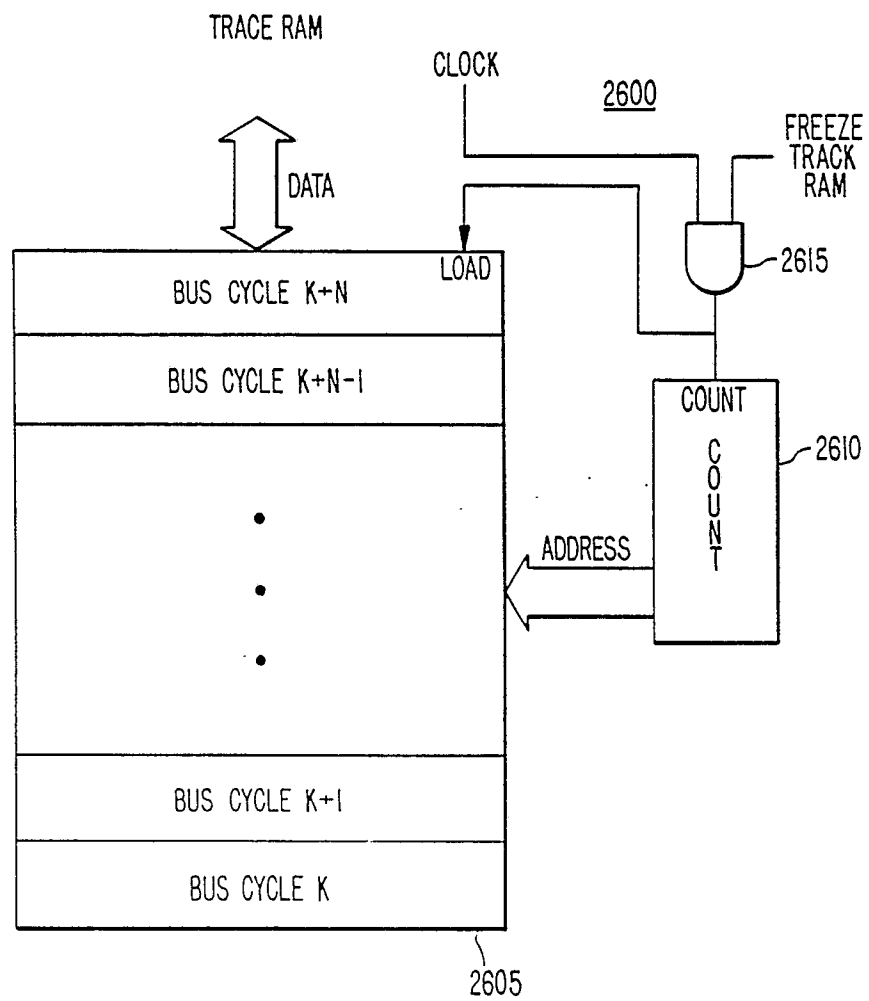 TRACE RAM
CLOCK
2600
FREEZE
TRACK
RAM
DATA
2615
LOAD
BUS CYCLE K+N
BUS CYCLE K+N-1
COUNT
COUNT
2610
ADDRESS
BUS CYCLE K+1
BUS CYCLE K
2605